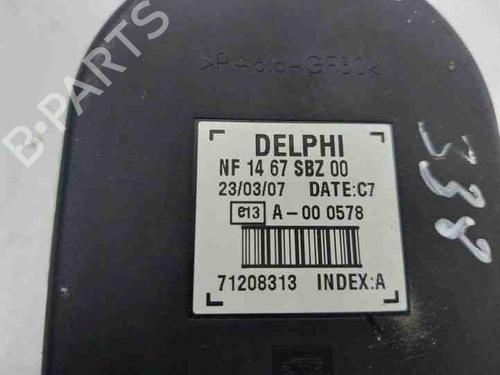 >PA6.6-GF30<
DELPHI
NF 14 67 SBZ 00
23/03/07 DATE:C7
e13 A-00 0578
71208313 INDEX:A
338
B-PARTS